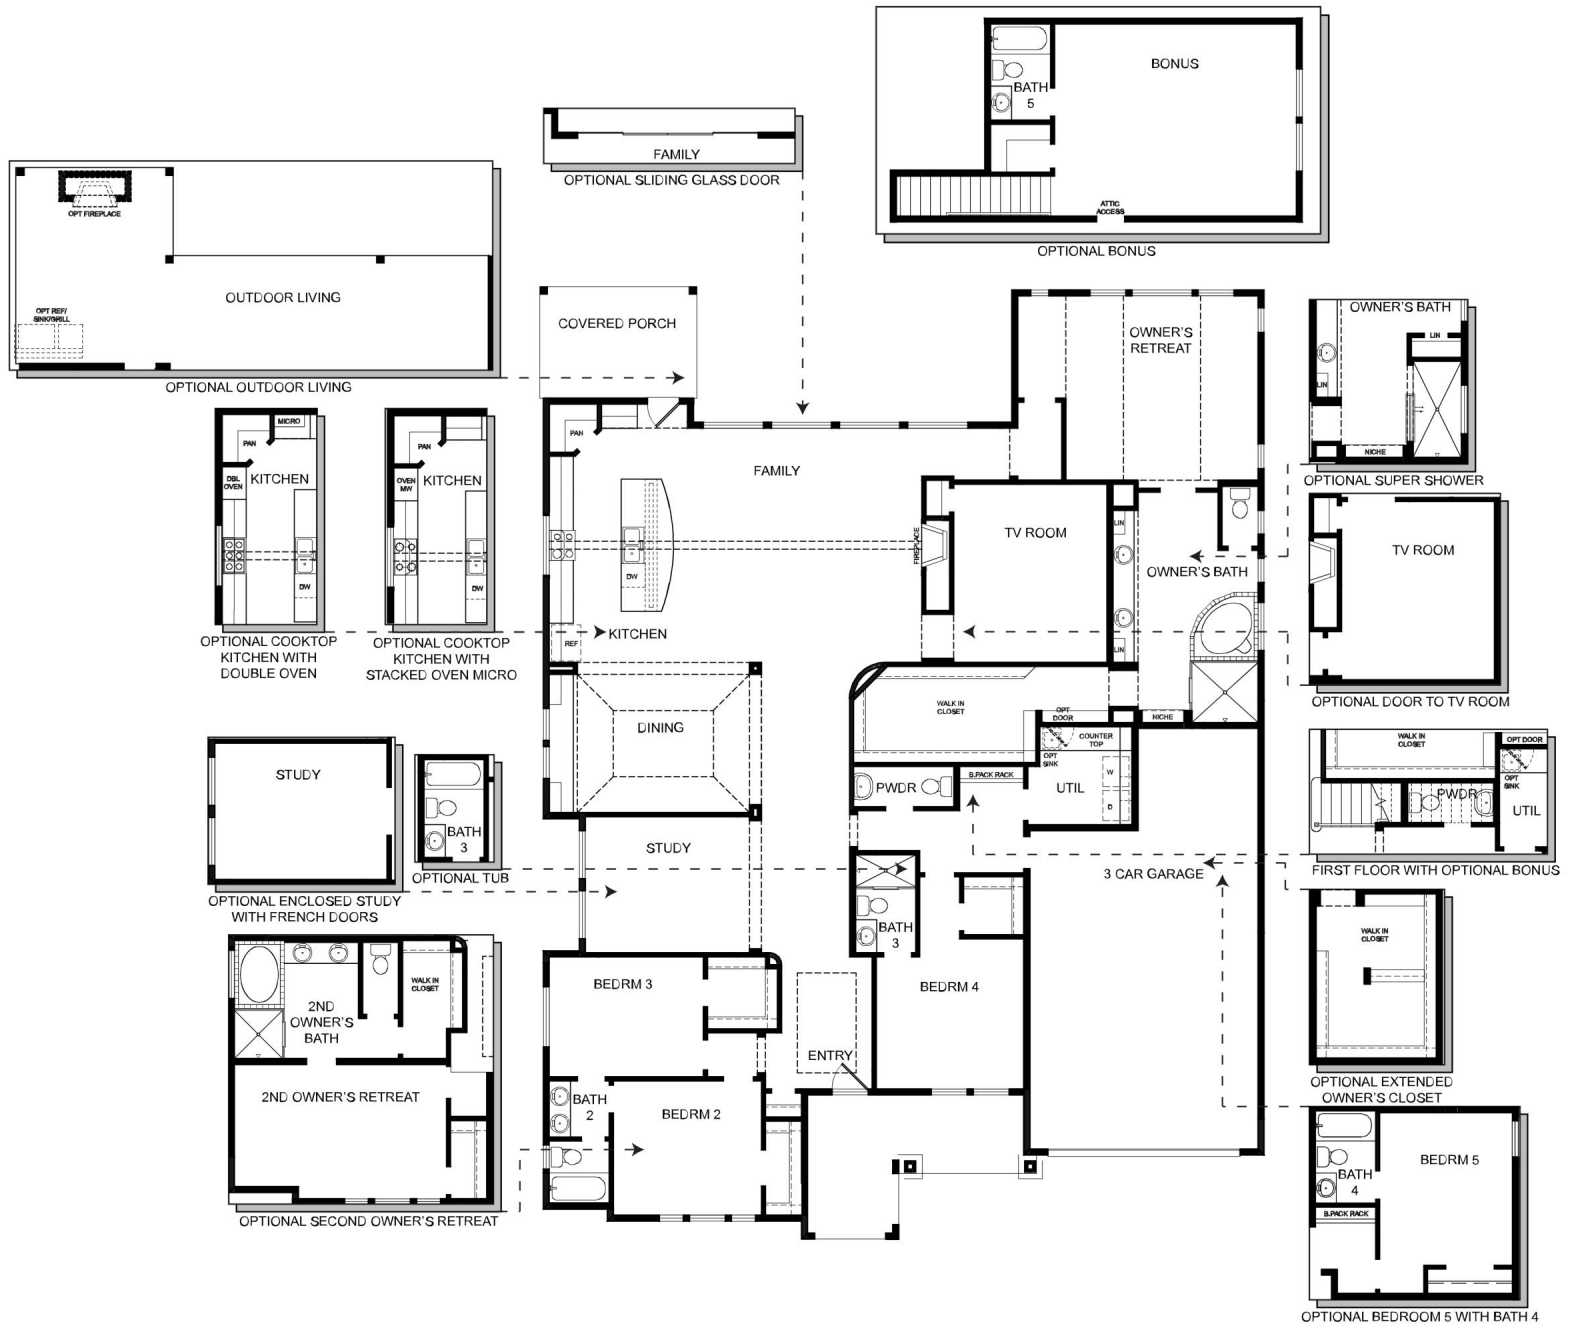 BATH
5
BONUS
ATTIC
ACCESS
OPTIONAL BONUS
FAMILY
OPTIONAL SLIDING GLASS DOOR
OPT FIREPLACE
OUTDOOR LIVING
OPT REF/
SINK/GRILL
OPTIONAL OUTDOOR LIVING
MICRO
PAN
DBL
OVEN
KITCHEN
DW
OPTIONAL COOKTOP
KITCHEN WITH
DOUBLE OVEN
PAN
OVEN
MW
KITCHEN
DW
OPTIONAL COOKTOP
KITCHEN WITH
STACKED OVEN MICRO
STUDY
OPTIONAL ENCLOSED STUDY
WITH FRENCH DOORS
BATH
3
OPTIONAL TUB
2ND
OWNER'S
BATH
WALK IN
CLOSET
2ND OWNER'S RETREAT
OPTIONAL SECOND OWNER'S RETREAT
COVERED PORCH
PAN
FAMILY
DW
REF
KITCHEN
FIREPLACE
TV ROOM
OWNER'S
RETREAT
LIN
OWNER'S BATH
LIN
NICHE
DINING
WALK IN
CLOSET
OPT
DOOR
COUNTER
TOP
OPT
SINK
W
D
UTIL
PWDR
B.PACK RACK
STUDY
3 CAR GARAGE
BATH
3
BEDRM 3
BEDRM 4
ENTRY
BATH
2
BEDRM 2
OWNER'S BATH
LIN
LIN
NICHE
OPTIONAL SUPER SHOWER
TV ROOM
OPTIONAL DOOR TO TV ROOM
WALK IN
CLOSET
OPT DOOR
OPT
SINK
PWDR
UTIL
FIRST FLOOR WITH OPTIONAL BONUS
WALK IN
CLOSET
OPTIONAL EXTENDED
OWNER'S CLOSET
BATH
4
BEDRM 5
B.PACK RACK
OPTIONAL BEDROOM 5 WITH BATH 4